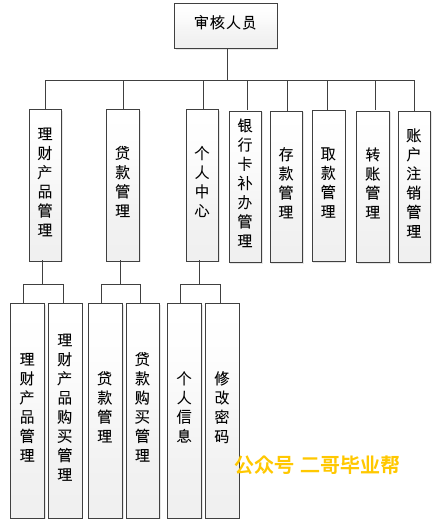 审核人员
理财产品管理
贷款管理
个人中心
银行卡补办管理
存款管理
取款管理
转账管理
账户注销管理
理财产品管理
理财产品购买管理
贷款管理
贷款购买管理
个人信息
修改密码
公众号 二哥毕业帮